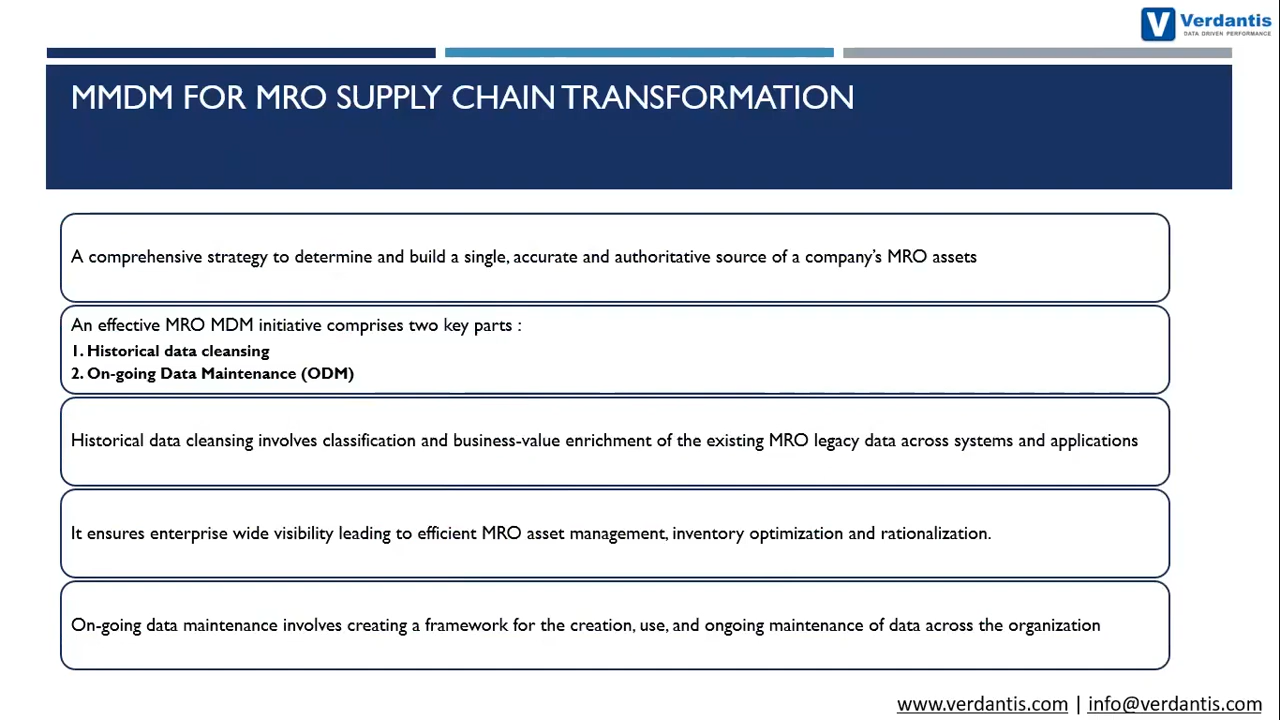 Verdantis
DATA DRIVEN PERFORMANCE
MMDM FOR MRO SUPPLY CHAIN TRANSFORMATION
A comprehensive strategy to determine and build a single, accurate and authoritative source of a company’s MRO assets
An effective MRO MDM initiative comprises two key parts :
1. Historical data cleansing
2. On-going Data Maintenance (ODM)
Historical data cleansing involves classification and business-value enrichment of the existing MRO legacy data across systems and applications
It ensures enterprise wide visibility leading to efficient MRO asset management, inventory optimization and rationalization.
On-going data maintenance involves creating a framework for the creation, use, and ongoing maintenance of data across the organization
www.verdantis.com | info@verdantis.com